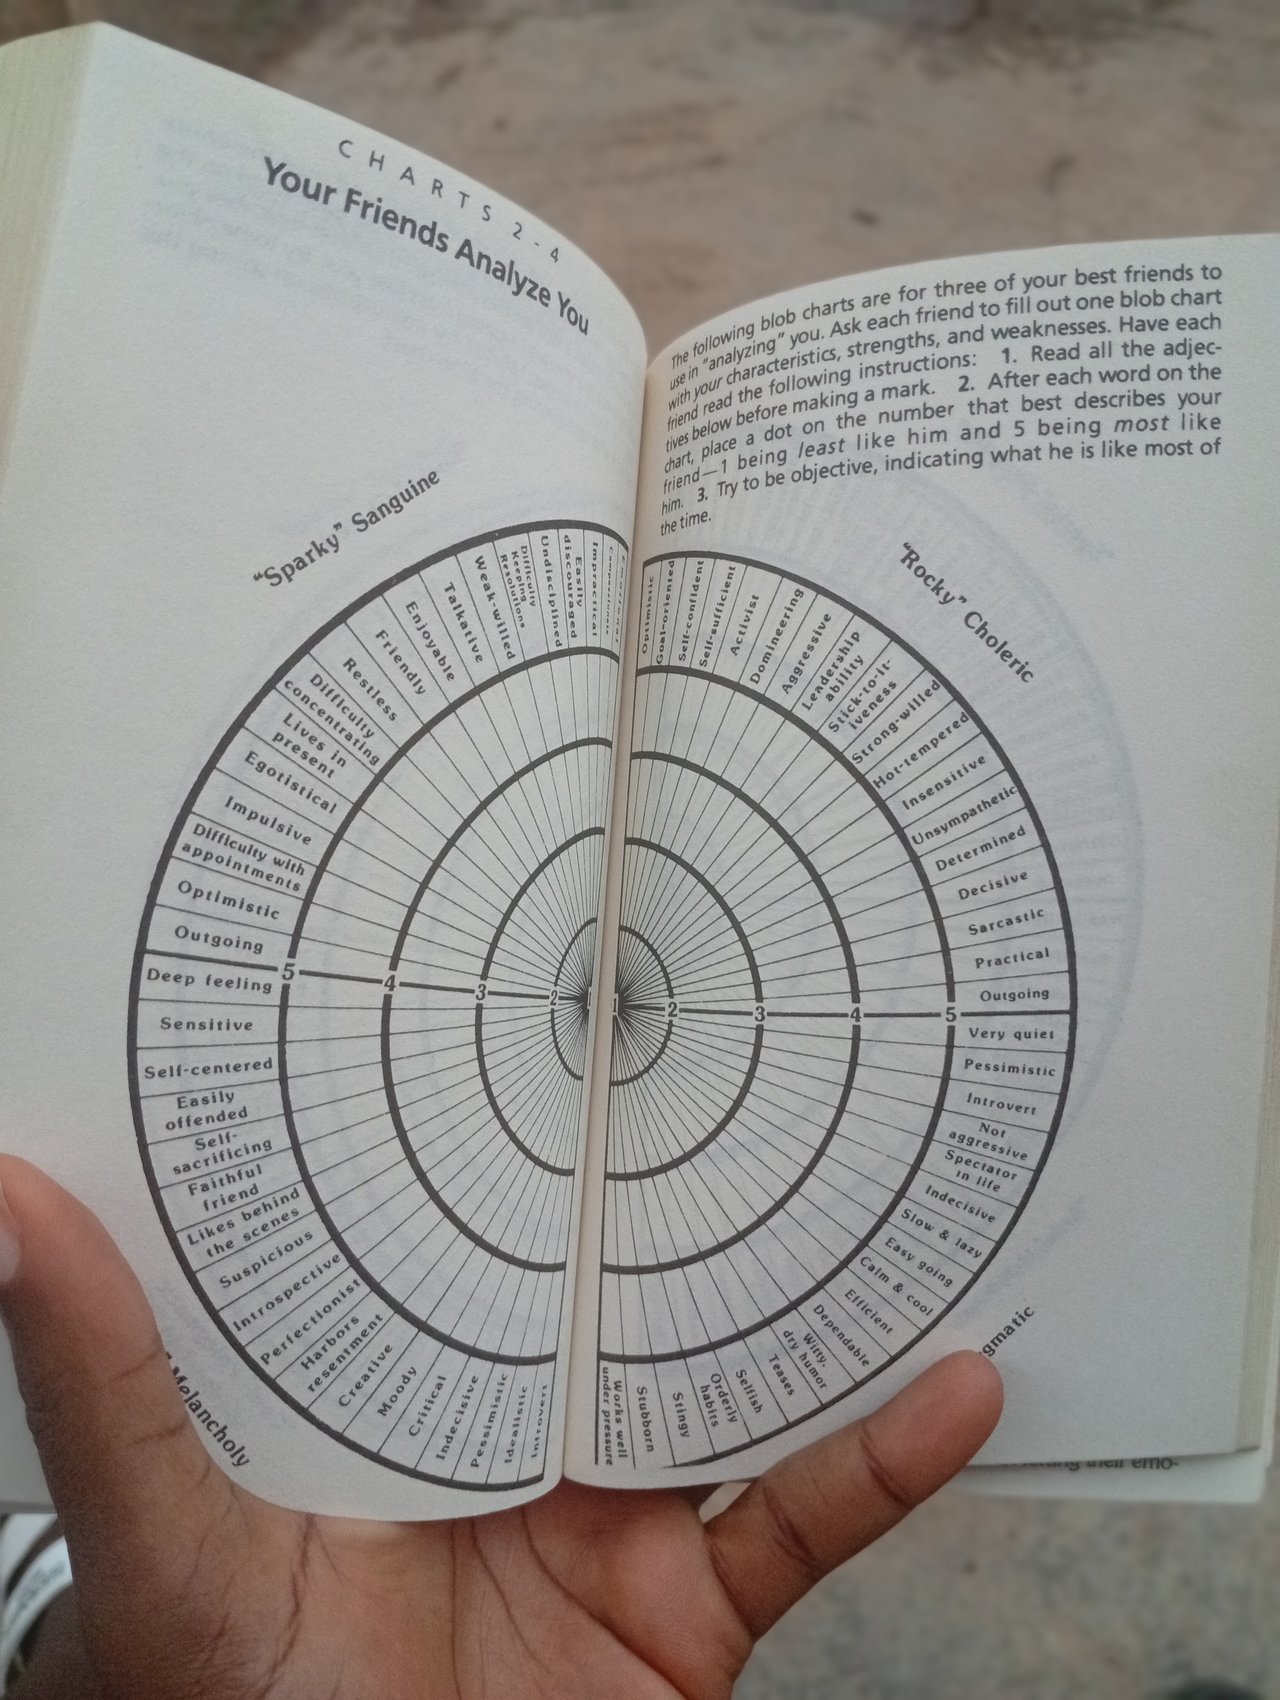 CHARTS 2-4
Your Friends Analyze You
The following blob charts are for three of your best friends to
use in "analyzing" you. Ask each friend to fill out one blob chart
with your characteristics, strengths, and weaknesses. Have each
friend read the following instructions: 1. Read all the adjec-
tives below before making a mark. 2. After each word on the
chart, place a dot on the number that best describes your
friend—1 being least like him and 5 being most like
him. 3. Try to be objective, indicating what he is like most of
the time.
"Sparky" Sanguine
Emotional
Compassionate
Impractical
Easily
discouraged
Undisciplined
Difficulty
Keeping
Resolutions
Weak-willed
Talkative
Enjoyable
Friendly
Restless
Difficulty
concentrating
Lives in
present
Egotistical
Impulsive
Difficulty with
appointments
Optimistic
Outgoing
"Rocky" Choleric
Optimistic
Goal-oriented
Self-confident
Self-sufficient
Activist
Domineering
Aggressive
Leadership
ability
Stick-to-it-
iveness
Strong-willed
Hot-tempered
Insensitive
Unsympathetic
Determined
Decisive
Sarcastic
Practical
Outgoing
5 4 3 2 1
1 2 3 4 5
Deep feeling
Sensitive
Self-centered
Easily
offended
Self-
sacrificing
Faithful
friend
Likes behind
the scenes
Suspicious
Introspective
Perfectionist
Harbors
resentment
Creative
Moody
Critical
Indecisive
Pessimistic
Idealistic
Introvert
Melancholy
Very quiet
Pessimistic
Introvert
Not
aggressive
Spectator
in life
Indecisive
Slow & lazy
Easy going
Calm & cool
Efficient
Dependable
Witty-
dry humor
Teases
Selfish
Orderly
habits
Stingy
Stubborn
Works well
under pressure
gmatic
their emo-